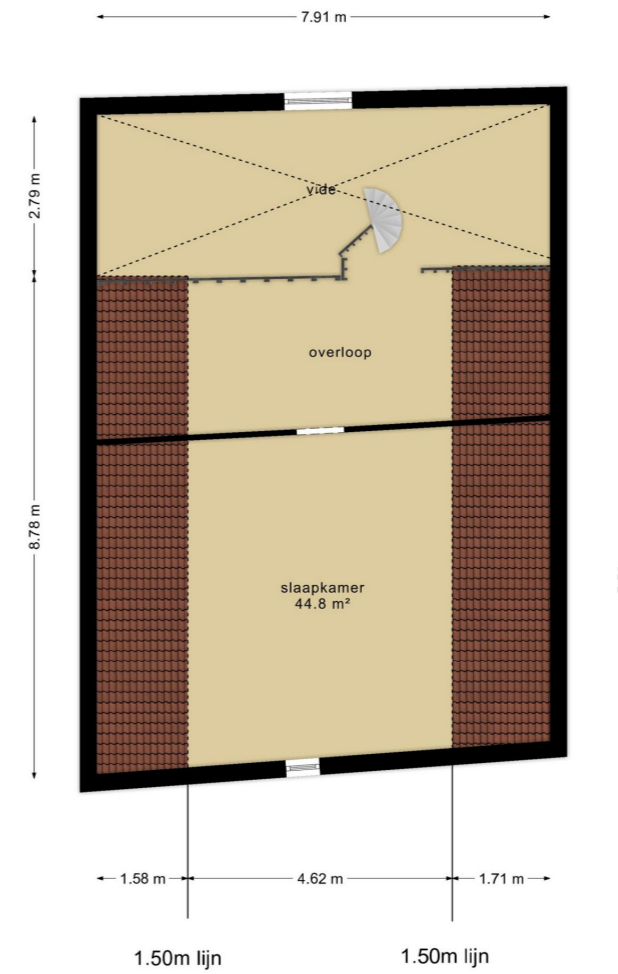 7.91 m
2.79 m
vide
overloop
8.78 m
slaapkamer
44.8 m²
1.58 m
4.62 m
1.71 m
1.50m lijn
1.50m lijn